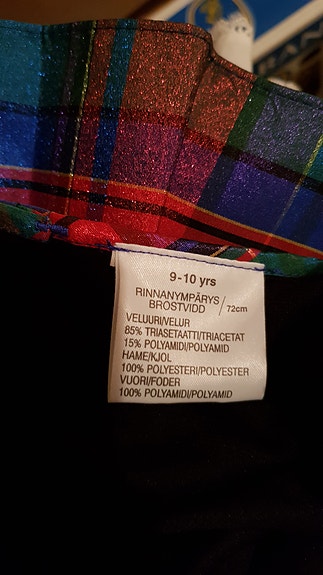 9-10 yrs
RINNANYMPÄRYS/
BROSTVIDD 72cm
VELUURI/VELUR
85% TRIASETAATTI/TRIACETAT
15% POLYAMIDI/POLYAMID
HAME/KJOL
100% POLYESTERI/POLYESTER
VUORI/FODER
100% POLYAMIDI/POLYAMID